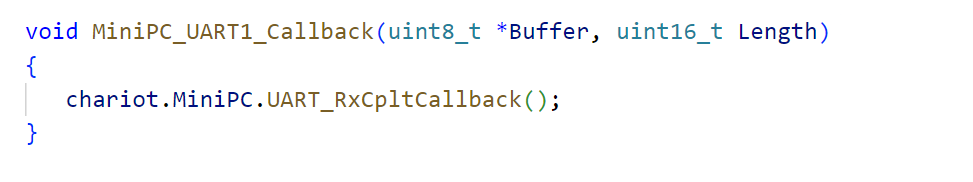 void MiniPC_UART1_Callback(uint8_t *Buffer, uint16_t Length)
{
   chariot.MiniPC.UART_RxCpltCallback();
}